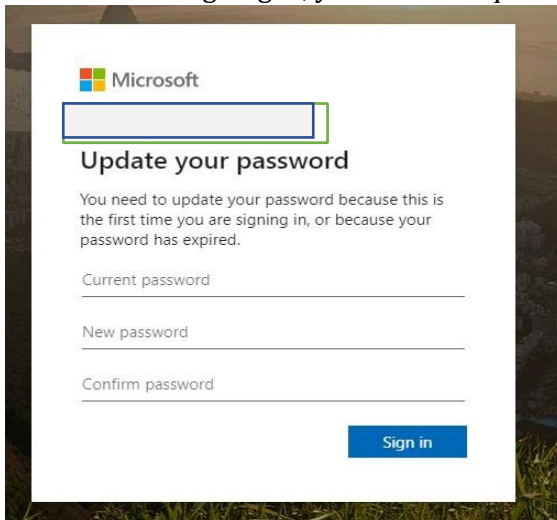 Microsoft
Update your password
You need to update your password because this is
the first time you are signing in, or because your
password has expired.
Current password
New password
Confirm password
Sign in